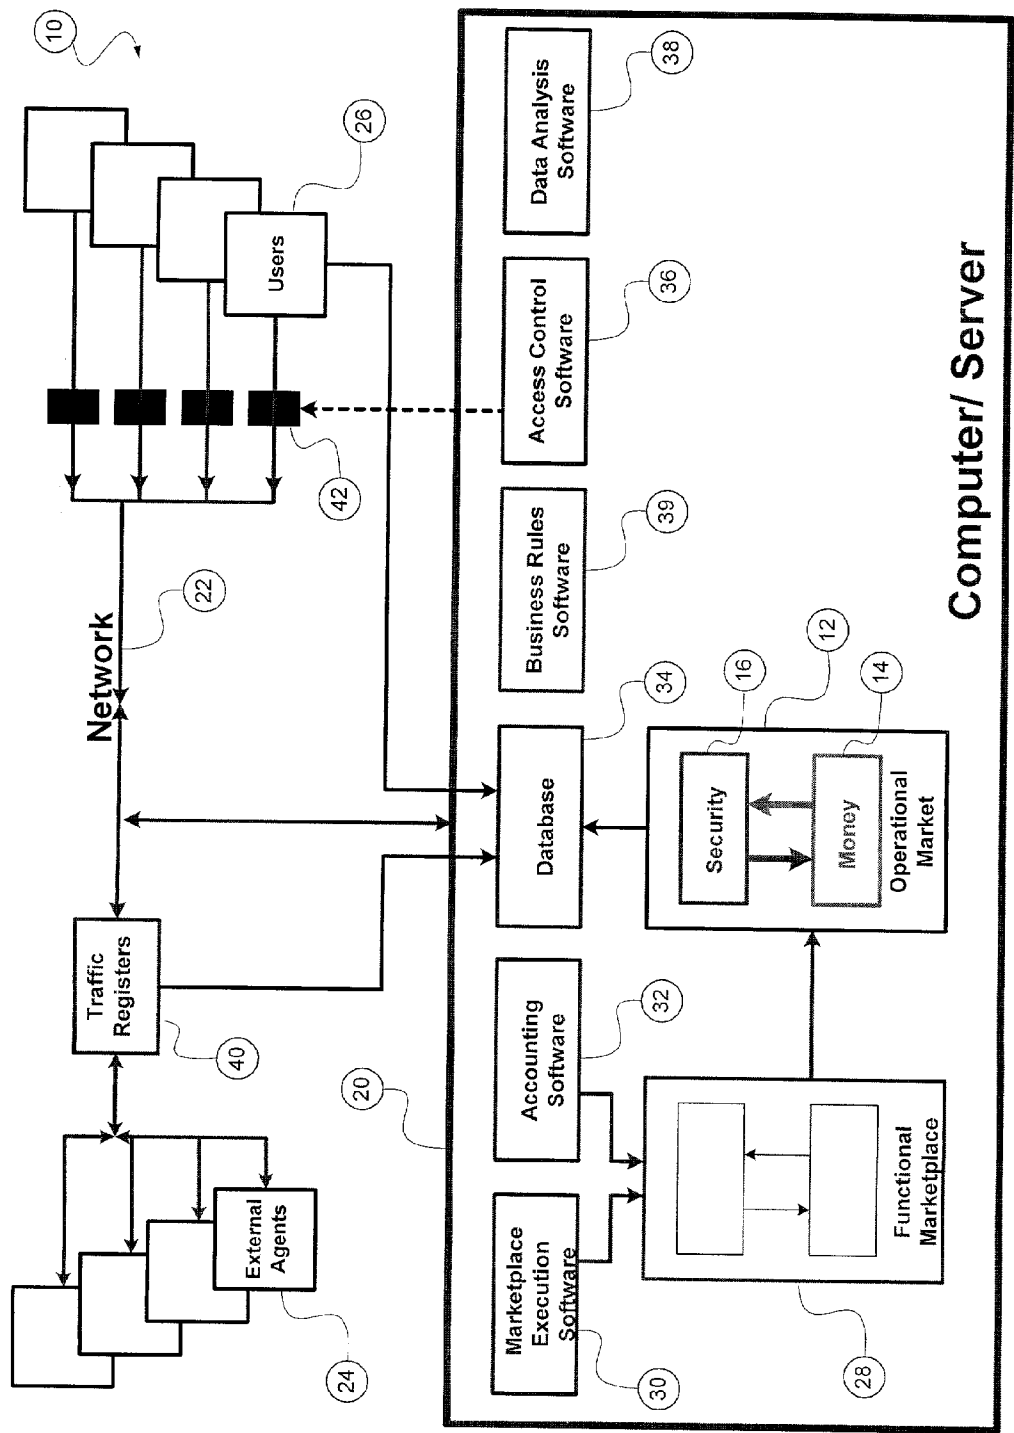 10
External
Agents
24
Traffic
Registers
40
Network
22
42
Users
26
20
Marketplace
Execution
Software
30
Accounting
Software
32
Database
34
Business Rules
Software
39
Access Control
Software
36
Data Analysis
Software
38
Functional
Marketplace
28
Security
16
Money
14
Operational
Market
12
Computer/ Server